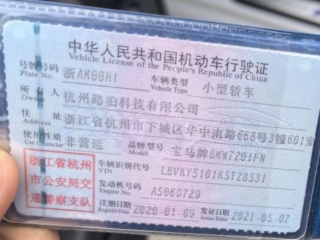 中华人民共和国机动车行驶证
Vehicle License of the People's Republic of China
号牌号码 浙AK00H1 车辆类型 小型轿车
Plate No. Vehicle Type
所有人 杭州路泊科技有限公司
Owner
住址 浙江省杭州市下城区华中南路668号3幢601室
Address
使用性质 非营运 品牌型号 宝马牌BMW7201FN
Model
浙江省杭州 车辆识别代号 LBVKY5101KST28531
VIN
市公安局交 发动机号码 A506D729
Engine No.
通警察支队 注册日期 2020-01-09 发证日期 2021-05-07
Register Date Issue Date